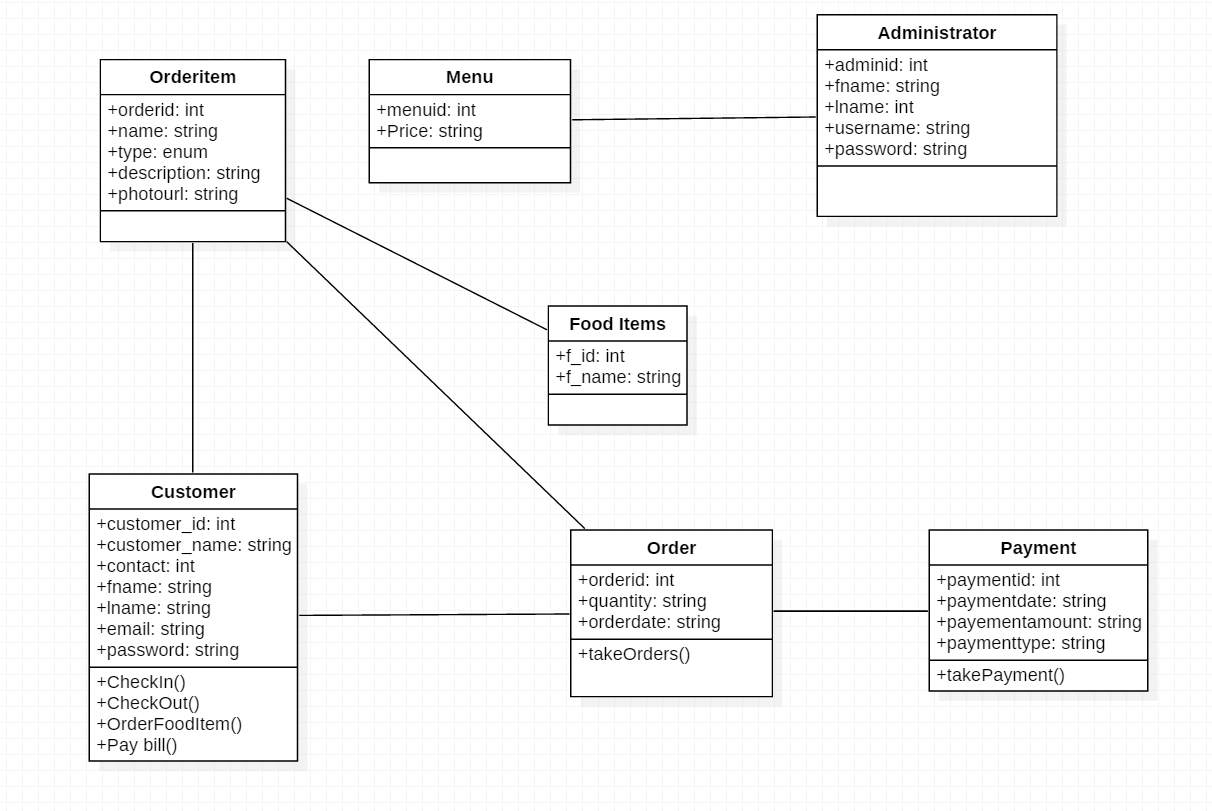 Orderitem
+orderid: int
+name: string
+type: enum
+description: string
+photourl: string
Menu
+menuid: int
+Price: string
Administrator
+adminid: int
+fname: string
+lname: int
+username: string
+password: string
Food Items
+f_id: int
+f_name: string
Customer
+customer_id: int
+customer_name: string
+contact: int
+fname: string
+lname: string
+email: string
+password: string
+CheckIn()
+CheckOut()
+OrderFoodItem()
+Pay bill()
Order
+orderid: int
+quantity: string
+orderdate: string
+takeOrders()
Payment
+paymentid: int
+paymentdate: string
+payementamount: string
+paymenttype: string
+takePayment()